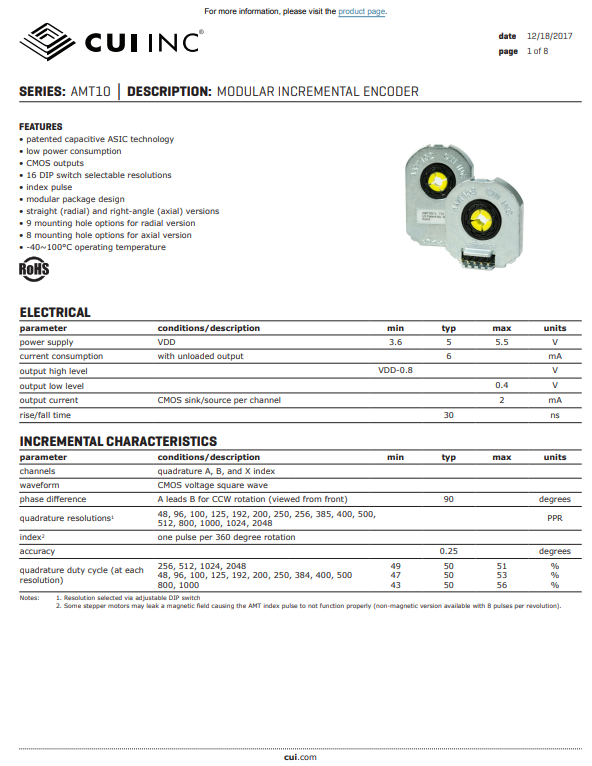 For more information, please visit the product page.
CUI INC®
date 12/18/2017
page 1 of 8
SERIES: AMT10 | DESCRIPTION: MODULAR INCREMENTAL ENCODER
FEATURES
• patented capacitive ASIC technology
• low power consumption
• CMOS outputs
• 16 DIP switch selectable resolutions
• index pulse
• modular package design
• straight (radial) and right-angle (axial) versions
• 9 mounting hole options for radial version
• 8 mounting hole options for axial version
• -40~100°C operating temperature
RoHS
ELECTRICAL
parameter conditions/description min typ max units
power supply VDD 3.6 5 5.5 V
current consumption with unloaded output 6 mA
output high level VDD-0.8 V
output low level 0.4 V
output current CMOS sink/source per channel 2 mA
rise/fall time 30 ns
INCREMENTAL CHARACTERISTICS
parameter conditions/description min typ max units
channels quadrature A, B, and X index
waveform CMOS voltage square wave
phase difference A leads B for CCW rotation (viewed from front) 90 degrees
quadrature resolutions¹ 48, 96, 100, 125, 192, 200, 250, 256, 385, 400, 500, PPR
512, 800, 1000, 1024, 2048
index² one pulse per 360 degree rotation
accuracy 0.25 degrees
quadrature duty cycle (at each resolution) 256, 512, 1024, 2048 49 50 51 %
48, 96, 100, 125, 192, 200, 250, 384, 400, 500 47 50 53 %
800, 1000 43 50 56 %
Notes: 1. Resolution selected via adjustable DIP switch
2. Some stepper motors may leak a magnetic field causing the AMT index pulse to not function properly (non-magnetic version available with 8 pulses per revolution).
cui.com